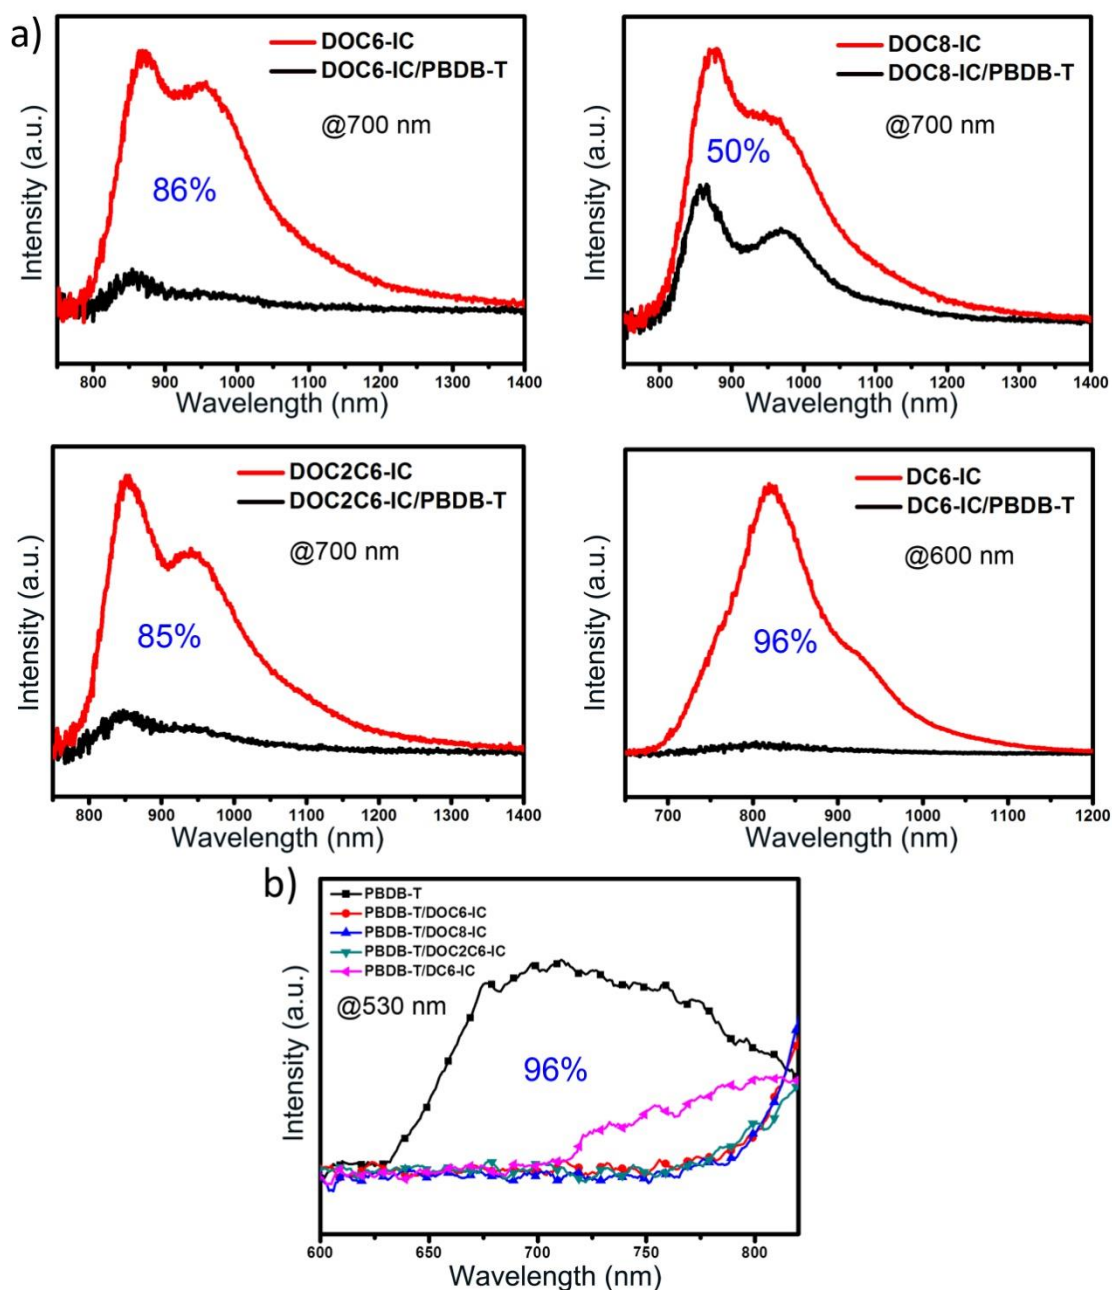 a)
DOC6-IC
DOC6-IC/PBDB-T
@700 nm
86%
Intensity (a.u.)
800 900 1000 1100 1200 1300 1400
Wavelength (nm)
DOC8-IC
DOC8-IC/PBDB-T
@700 nm
50%
Intensity (a.u.)
800 900 1000 1100 1200 1300 1400
Wavelength (nm)
DOC2C6-IC
DOC2C6-IC/PBDB-T
@700 nm
85%
Intensity (a.u.)
800 900 1000 1100 1200 1300 1400
Wavelength (nm)
DC6-IC
DC6-IC/PBDB-T
@600 nm
96%
Intensity (a.u.)
700 800 900 1000 1100 1200
Wavelength (nm)
b)
PBDB-T
PBDB-T/DOC6-IC
PBDB-T/DOC8-IC
PBDB-T/DOC2C6-IC
PBDB-T/DC6-IC
@530 nm
96%
Intensity (a.u.)
600 650 700 750 800
Wavelength (nm)